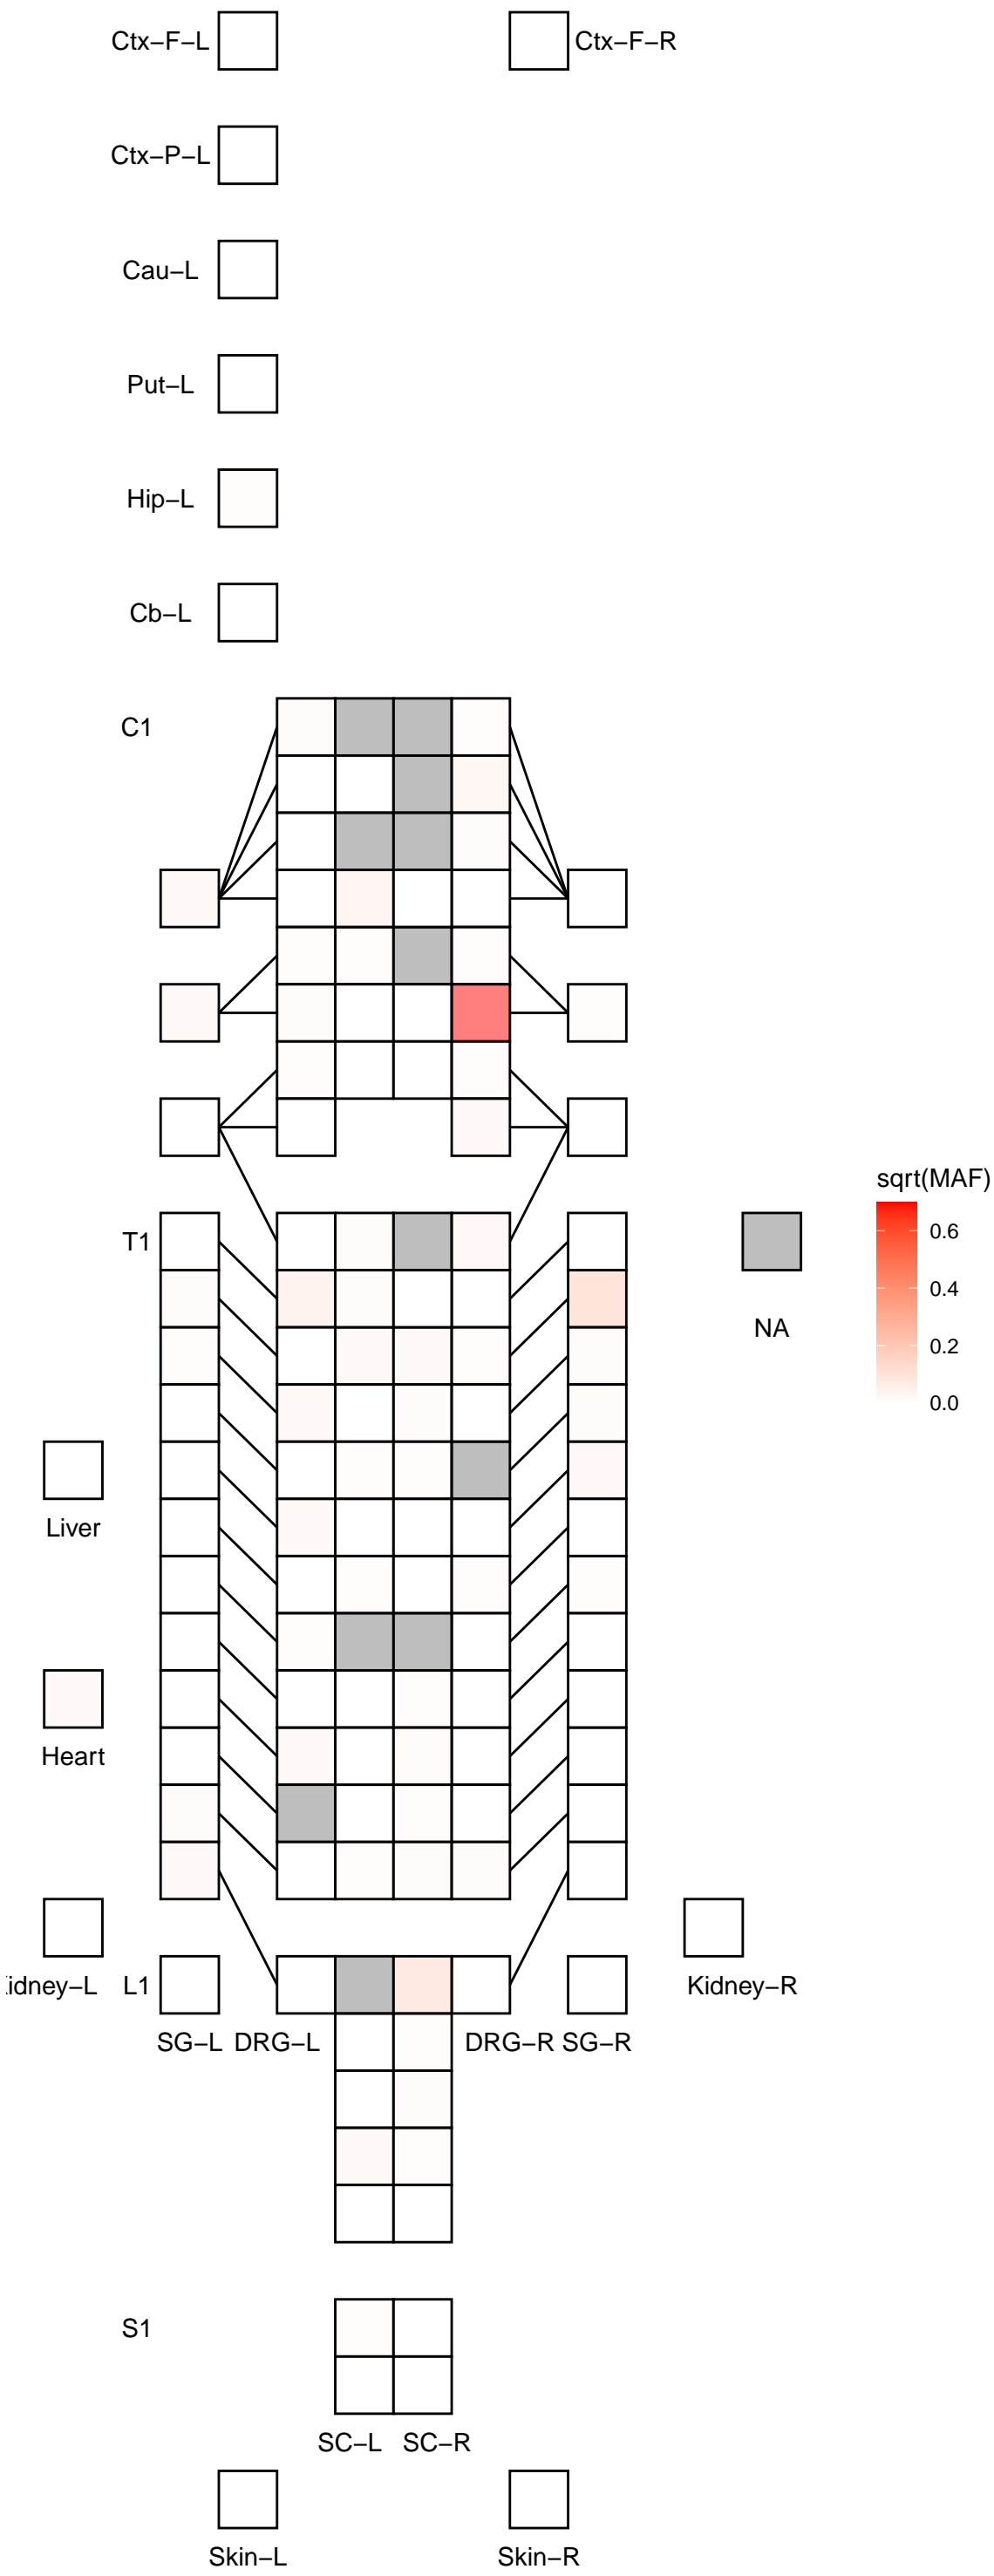 Ctx–F–L
Ctx–F–R
Ctx–P–L
Cau–L
Put–L
Hip–L
Cb–L
C1
sqrt(MAF)
T1
0.6
0.4
NA
0.2
0.0
Liver
Heart
idney–L
L1
Kidney–R
SG–L
DRG–L
DRG–R
SG–R
S1
SC–L
SC–R
Skin–L
Skin–R